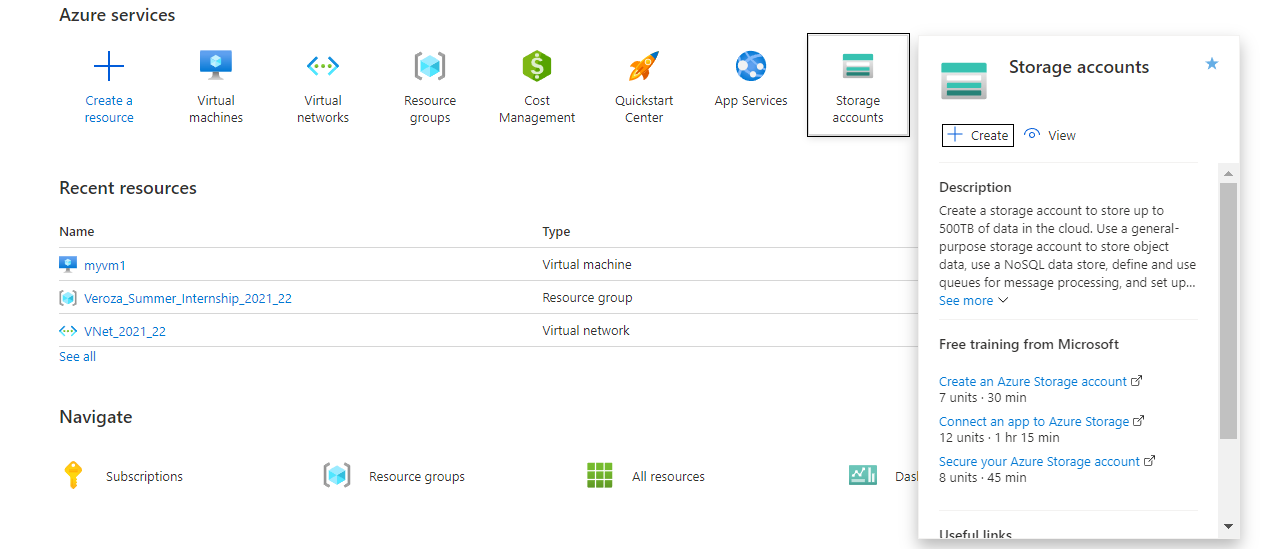 Azure services
Create a
resource
Virtual
machines
Virtual
networks
Resource
groups
Cost
Management
Quickstart
Center
App Services
Storage
accounts
Recent resources
Name Type
myvm1 Virtual machine
Veroza_Summer_Internship_2021_22 Resource group
VNet_2021_22 Virtual network
See all
Navigate
Subscriptions
Resource groups
All resources
Das
Storage accounts
Create View
Description
Create a storage account to store up to
500TB of data in the cloud. Use a general-
purpose storage account to store object
data, use a NoSQL data store, define and use
queues for message processing, and set up...
See more
Free training from Microsoft
Create an Azure Storage account
7 units · 30 min
Connect an app to Azure Storage
12 units · 1 hr 15 min
Secure your Azure Storage account
8 units · 45 min
Useful links